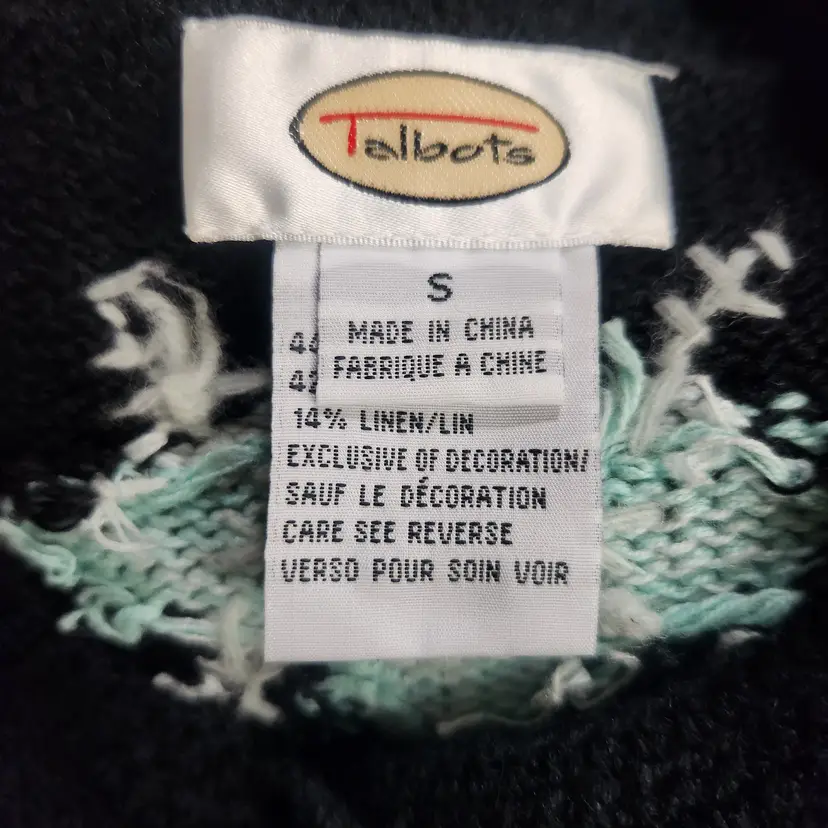 Talbots
S
MADE IN CHINA
FABRIQUE A CHINE
14% LINEN/LIN
EXCLUSIVE OF DECORATION/
SAUF LE DÉCORATION
CARE SEE REVERSE
VERSO POUR SOIN VOIR